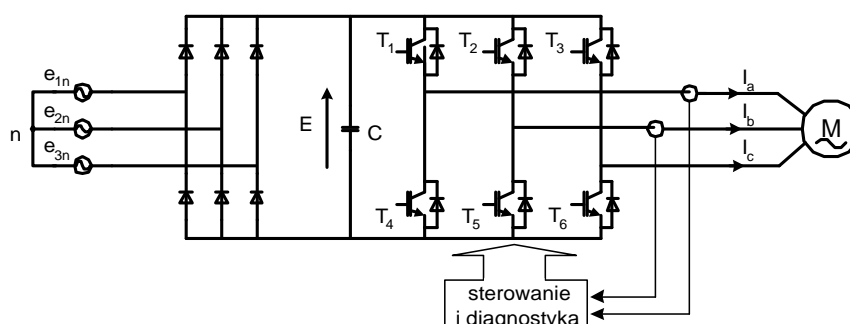 T1
T2
T3
e1n
e2n
e3n
n
E
C
Ia
Ib
Ic
M
T4
T5
T6
sterowanie
i diagnostyka